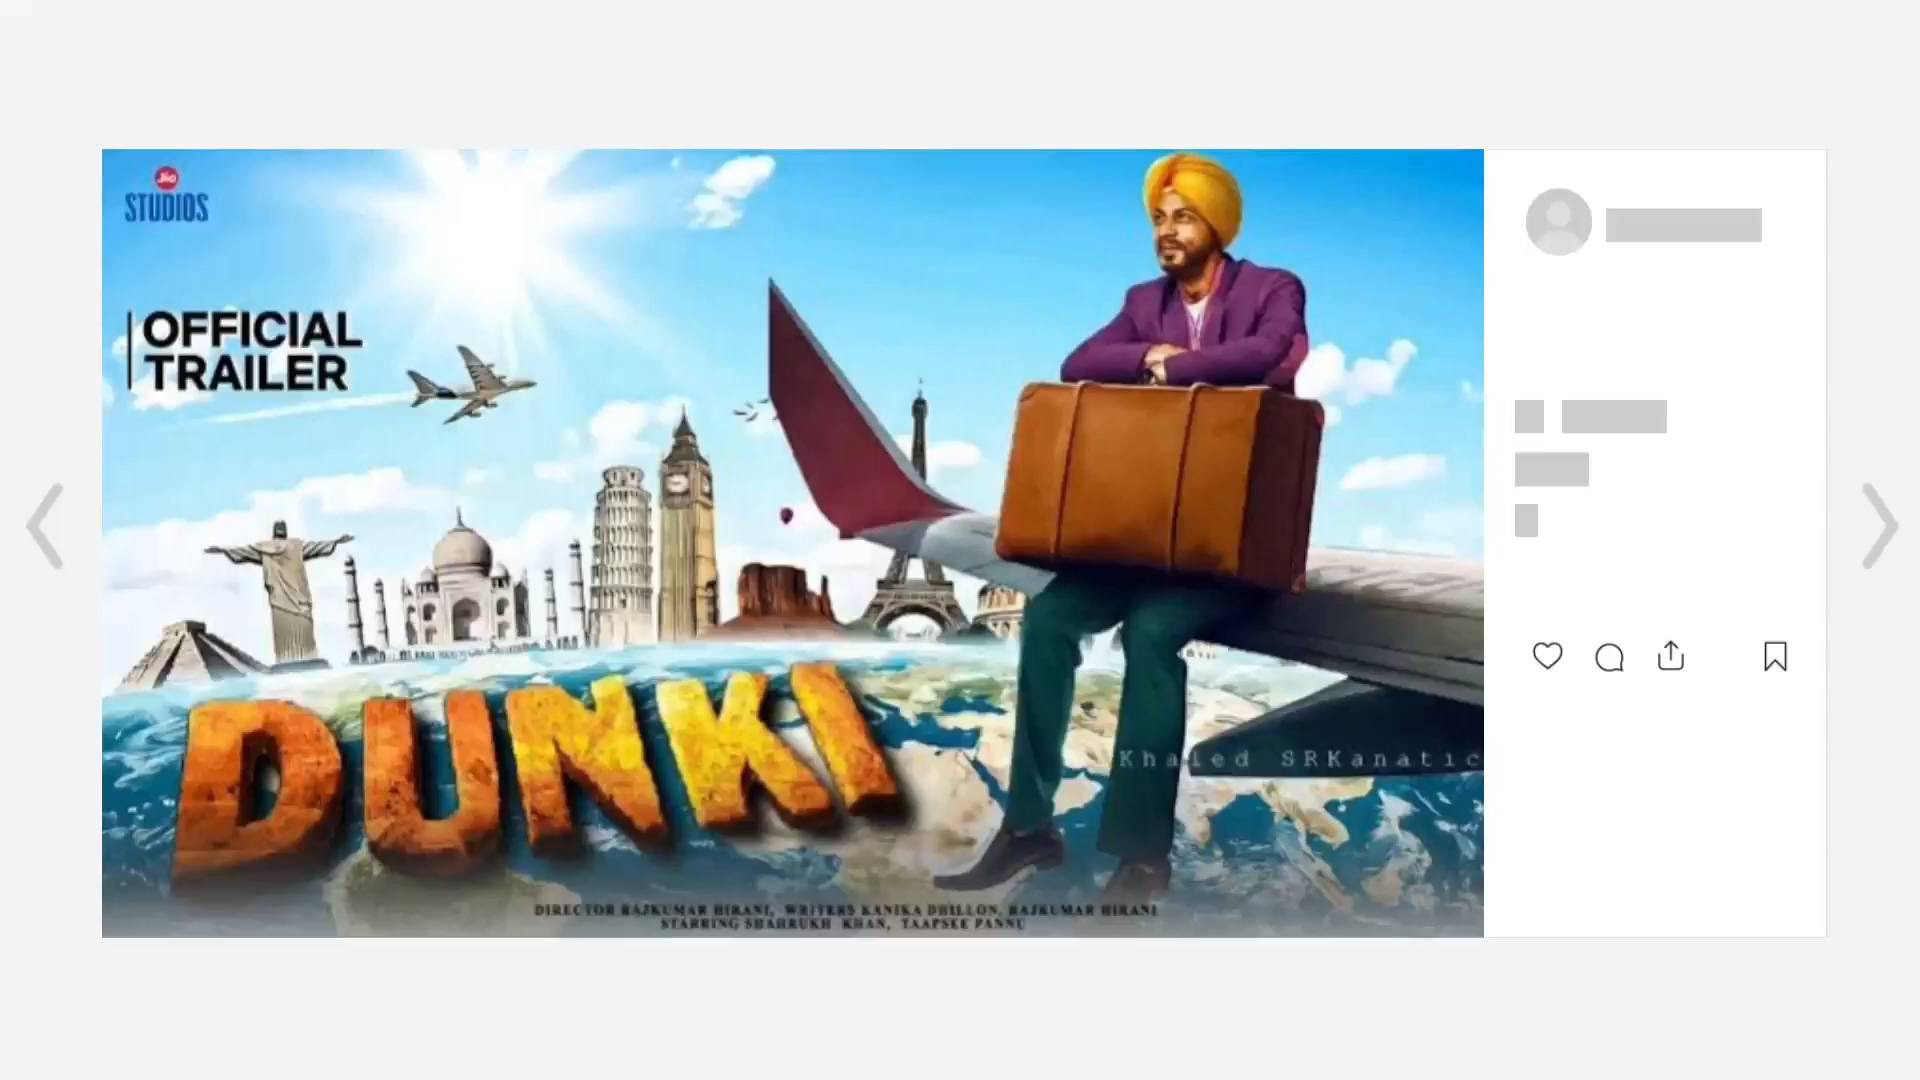 Jio
STUDIOS
OFFICIAL
TRAILER
DUNKI
Khaled SRKanatic
DIRECTOR RAJKUMAR HIRANI, WRITERS KANIKA DHILLON, RAJKUMAR HIRANI
STARRING SHAHRUKH KHAN, TAAPSEE PANNU